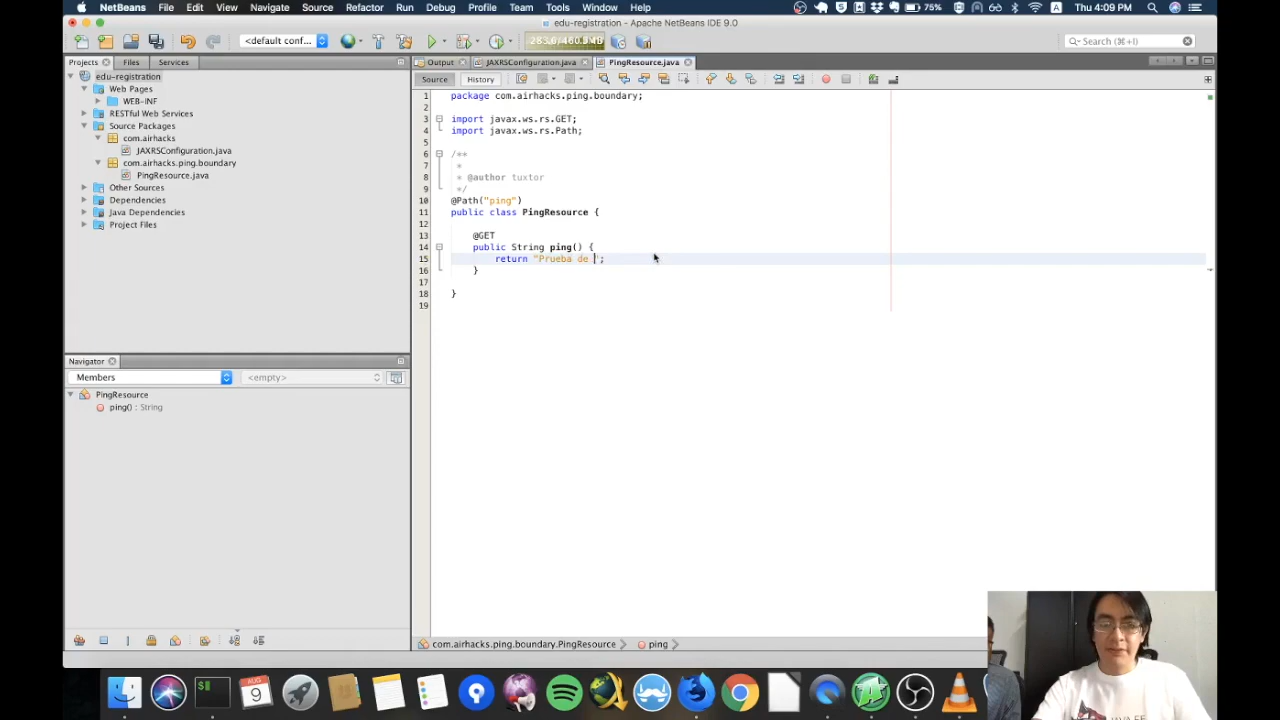 NetBeans File Edit View Navigate Source Refactor Run Debug Profile Team Tools Window Help 75% Thu 4:09 PM
edu-registration – Apache NetBeans IDE 9.0
<default conf... Search (⌘+I)
Projects Files Services
edu-registration
Web Pages
WEB-INF
RESTful Web Services
Source Packages
com.airhacks
JAXRSConfiguration.java
com.airhacks.ping.boundary
PingResource.java
Other Sources
Dependencies
Java Dependencies
Project Files
Navigator
Members <empty>
PingResource
ping() : String
Output JAXRSConfiguration.java PingResource.java
Source History
1 package com.airhacks.ping.boundary;
2
3 import javax.ws.rs.GET;
4 import javax.ws.rs.Path;
5
6 /**
7 *
8 * @author tuxtor
9 */
10 @Path("ping")
11 public class PingResource {
12
13 @GET
14 public String ping() {
15 return "Prueba de ";
16 }
17
18 }
19
com.airhacks.ping.boundary.PingResource ping
AUG
9
$
JAVA EE